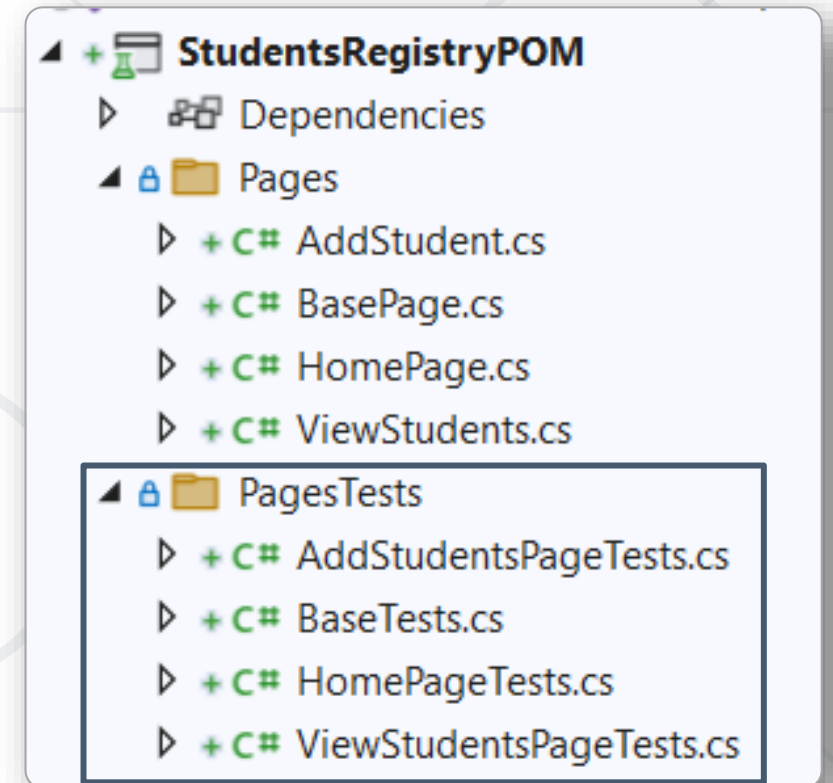 StudentsRegistryPOM
Dependencies
Pages
+ C# AddStudent.cs
+ C# BasePage.cs
+ C# HomePage.cs
+ C# ViewStudents.cs
PagesTests
+ C# AddStudentsPageTests.cs
+ C# BaseTests.cs
+ C# HomePageTests.cs
+ C# ViewStudentsPageTests.cs